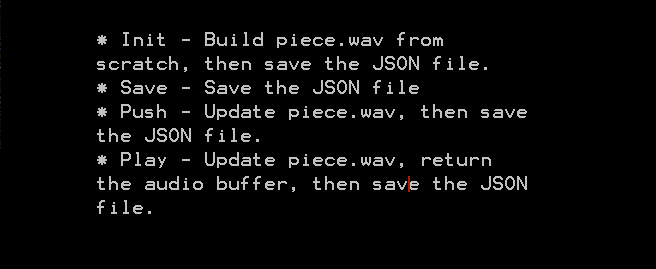 * Init - Build piece.wav from
scratch, then save the JSON file.
* Save - Save the JSON file
* Push - Update piece.wav, then save
the JSON file.
* Play - Update piece.wav, return
the audio buffer, then save the JSON
file.